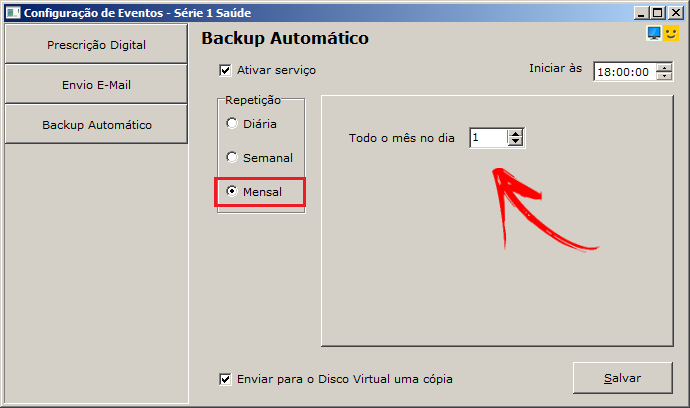 Configuração de Eventos - Série 1 Saúde
Prescrição Digital
Envio E-Mail
Backup Automático
Backup Automático
Ativar serviço
Iniciar às 18:00:00
Repetição
Diária
Semanal
Mensal
Todo o mês no dia 1
Enviar para o Disco Virtual uma cópia
Salvar